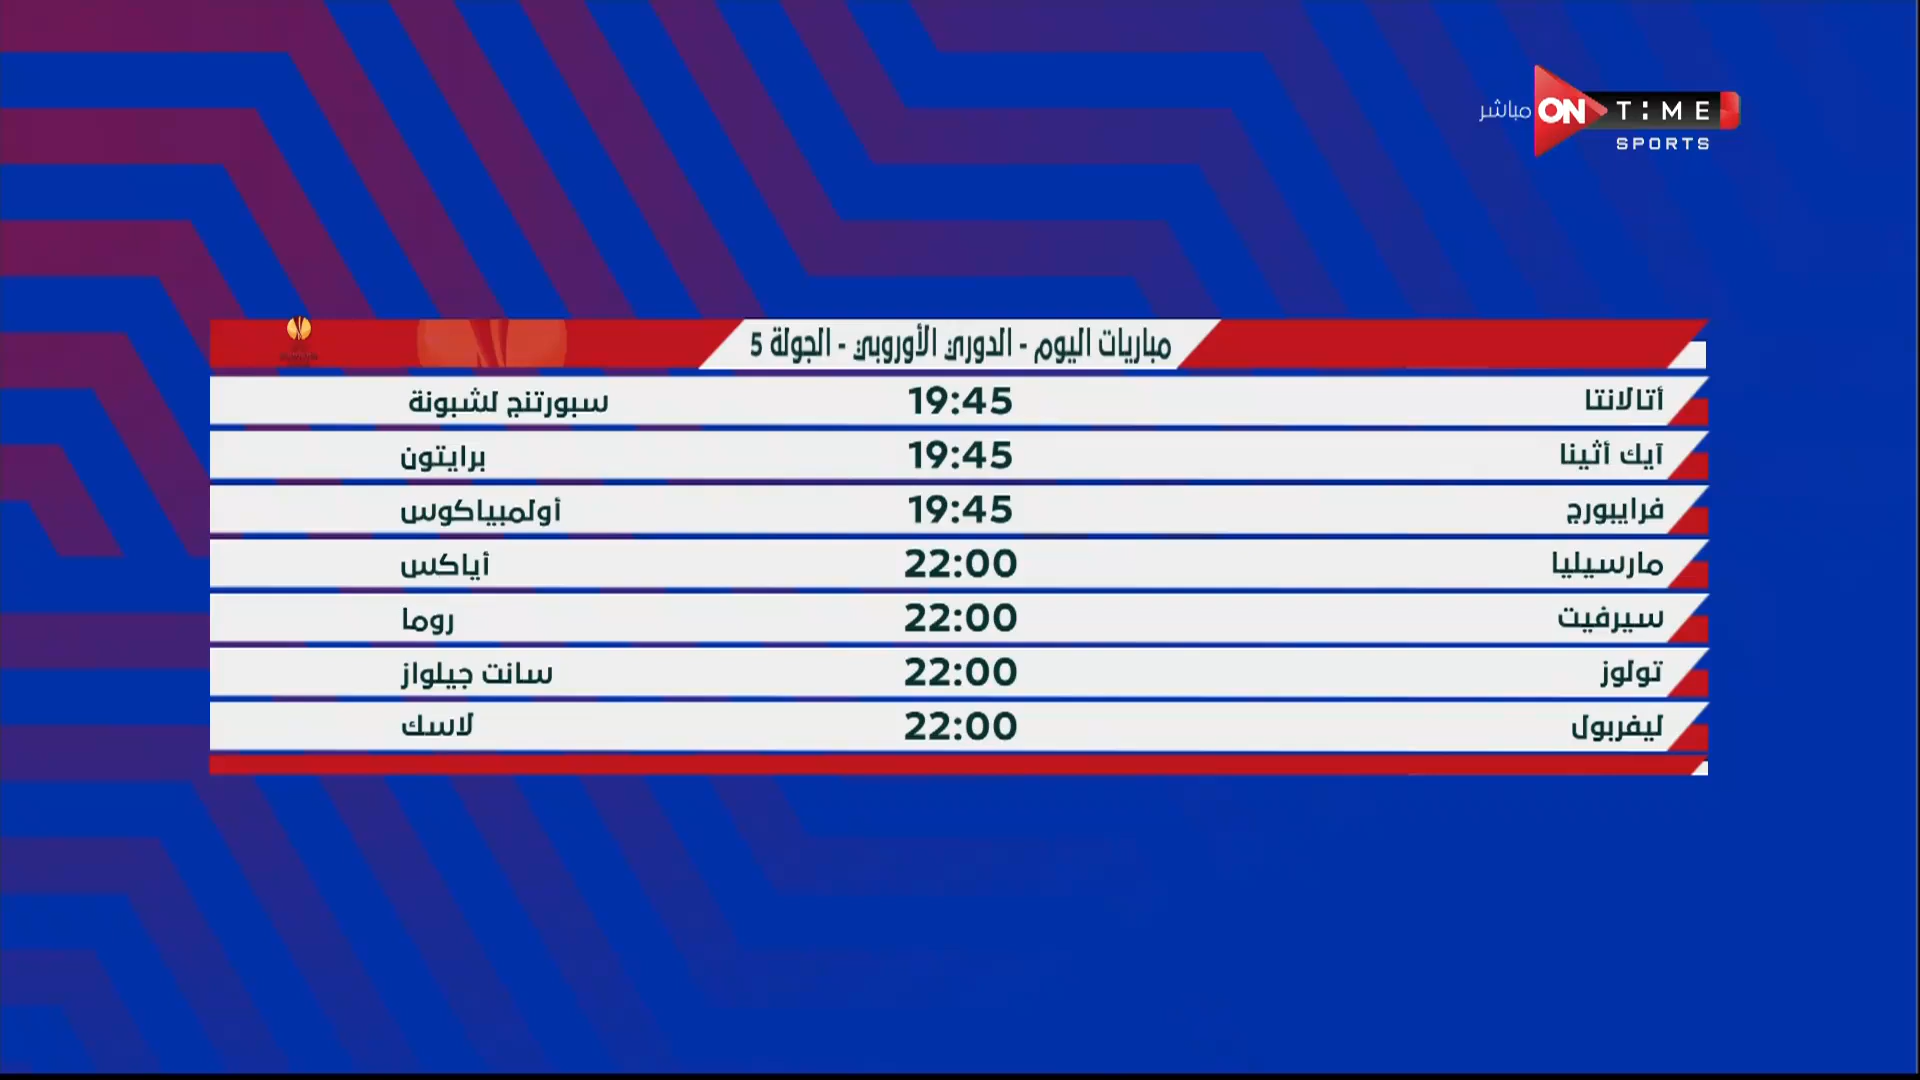 مباشر ON TIME
SPORTS
مباريات اليوم - الدوري الأوروبي - الجولة 5
أتالانتا 19:45 سبورتنج لشبونة
آيك أثينا 19:45 برايتون
فرايبورج 19:45 أولمبياكوس
مارسيليا 22:00 أياكس
سيرفيت 22:00 روما
تولوز 22:00 سانت جيلواز
ليفربول 22:00 لاسك